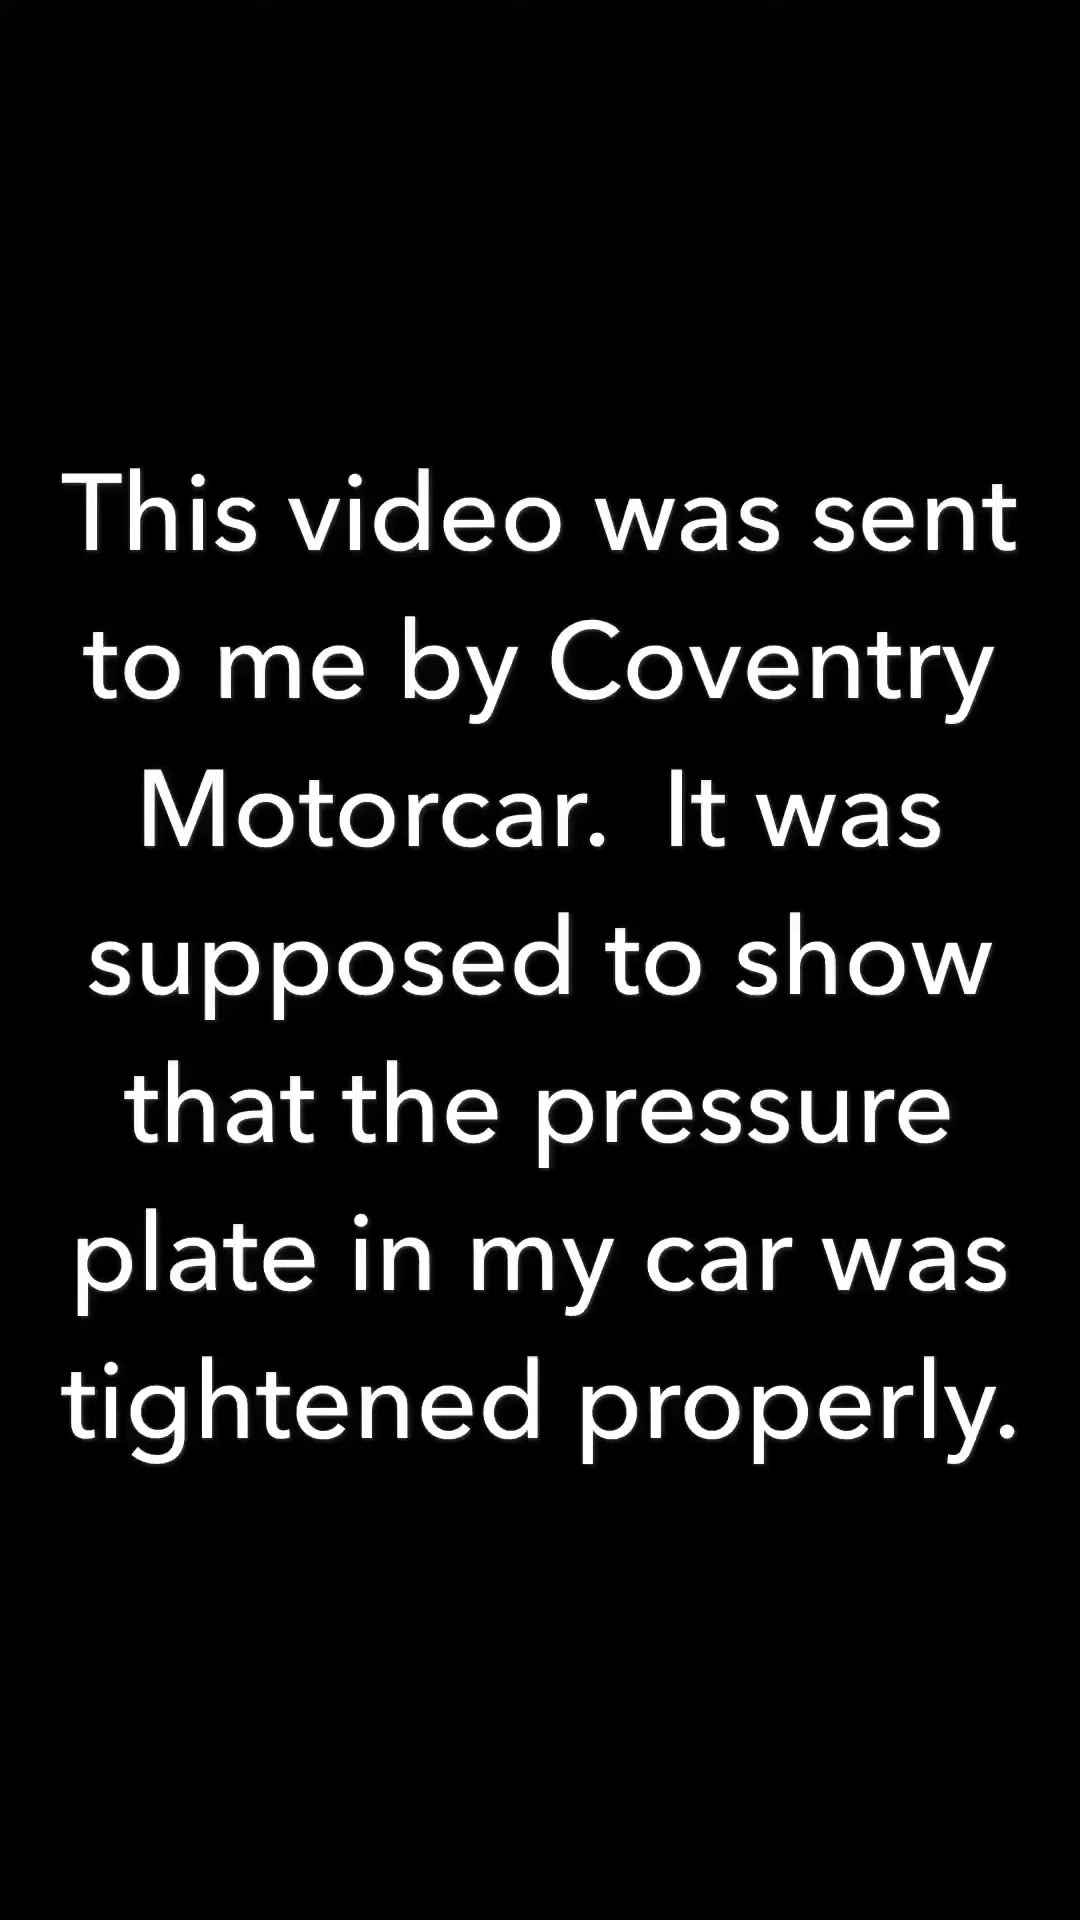 This video was sent
to me by Coventry
Motorcar.  It was
supposed to show
that the pressure
plate in my car was
tightened properly.